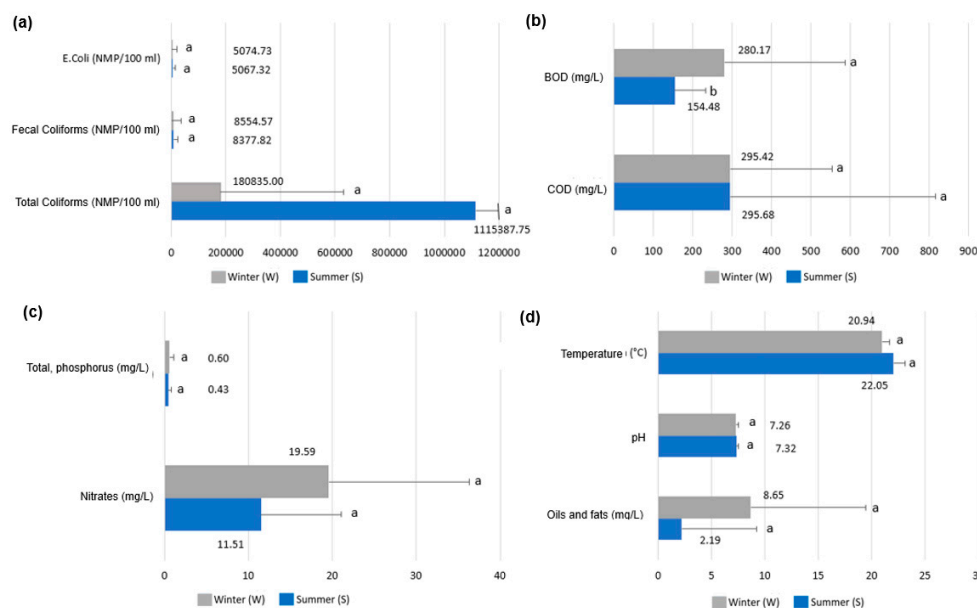 (a)
E.Coli (NMP/100 ml)
a
5074.73
a
5067.32
Fecal Coliforms (NMP/100 ml)
a
8554.57
a
8377.82
Total Coliforms (NMP/100 ml)
180835.00
a
a
1115387.75
0 200000 400000 600000 800000 1000000 1200000
Winter (W) Summer (S)
(b)
BOD (mg/L)
280.17
a
b
154.48
COD (mg/L)
295.42
a
a
295.68
0 100 200 300 400 500 600 700 800 900
Winter (W) Summer (S)
(c)
Total, phosphorus (mg/L)
a 0.60
a 0.43
Nitrates (mg/L)
19.59
a
a
11.51
0 10 20 30 40
Winter (W) Summer (S)
(d)
Temperature (°C)
20.94
a
a
22.05
pH
a 7.26
a 7.32
Oils and fats (mg/L)
8.65
a
a
2.19
0 5 10 15 20 25
Winter (W) Summer (S)